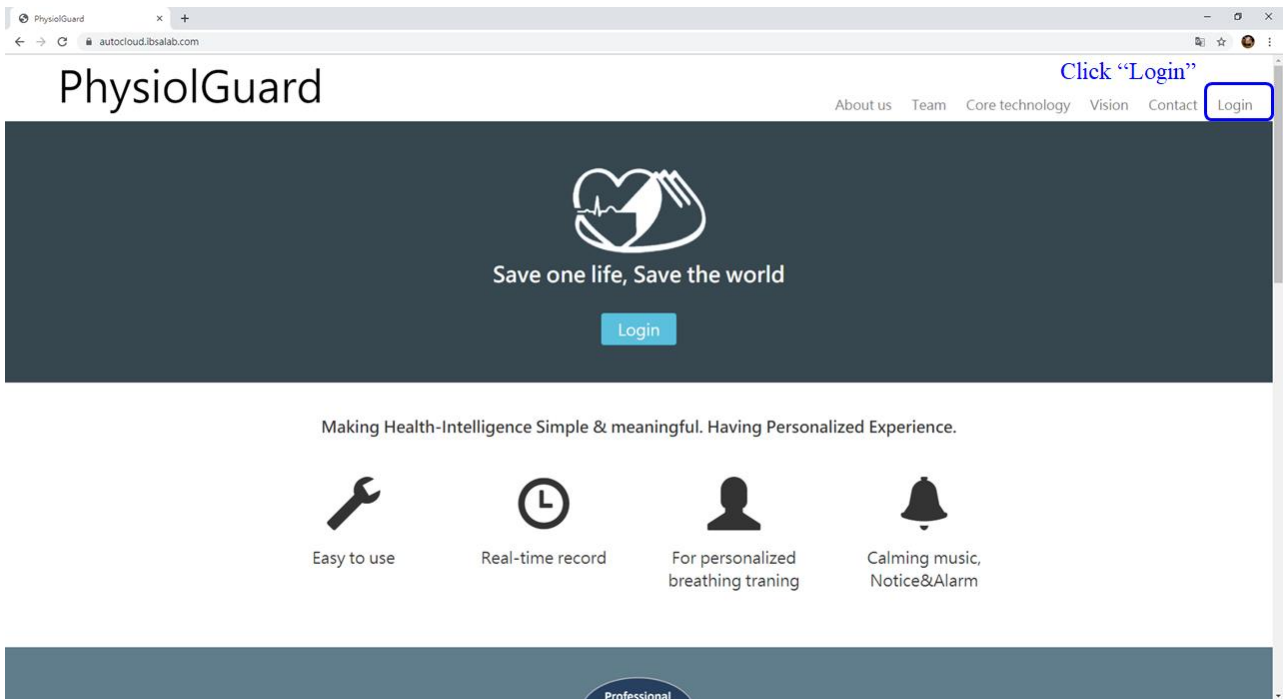 PhysiolGuard
autocloud.ibsalab.com
Click “Login”
PhysiolGuard
About us Team Core technology Vision Contact Login
Save one life, Save the world
Login
Making Health-Intelligence Simple & meaningful. Having Personalized Experience.
Easy to use
Real-time record
For personalized
breathing traning
Calming music,
Notice&Alarm
Professional